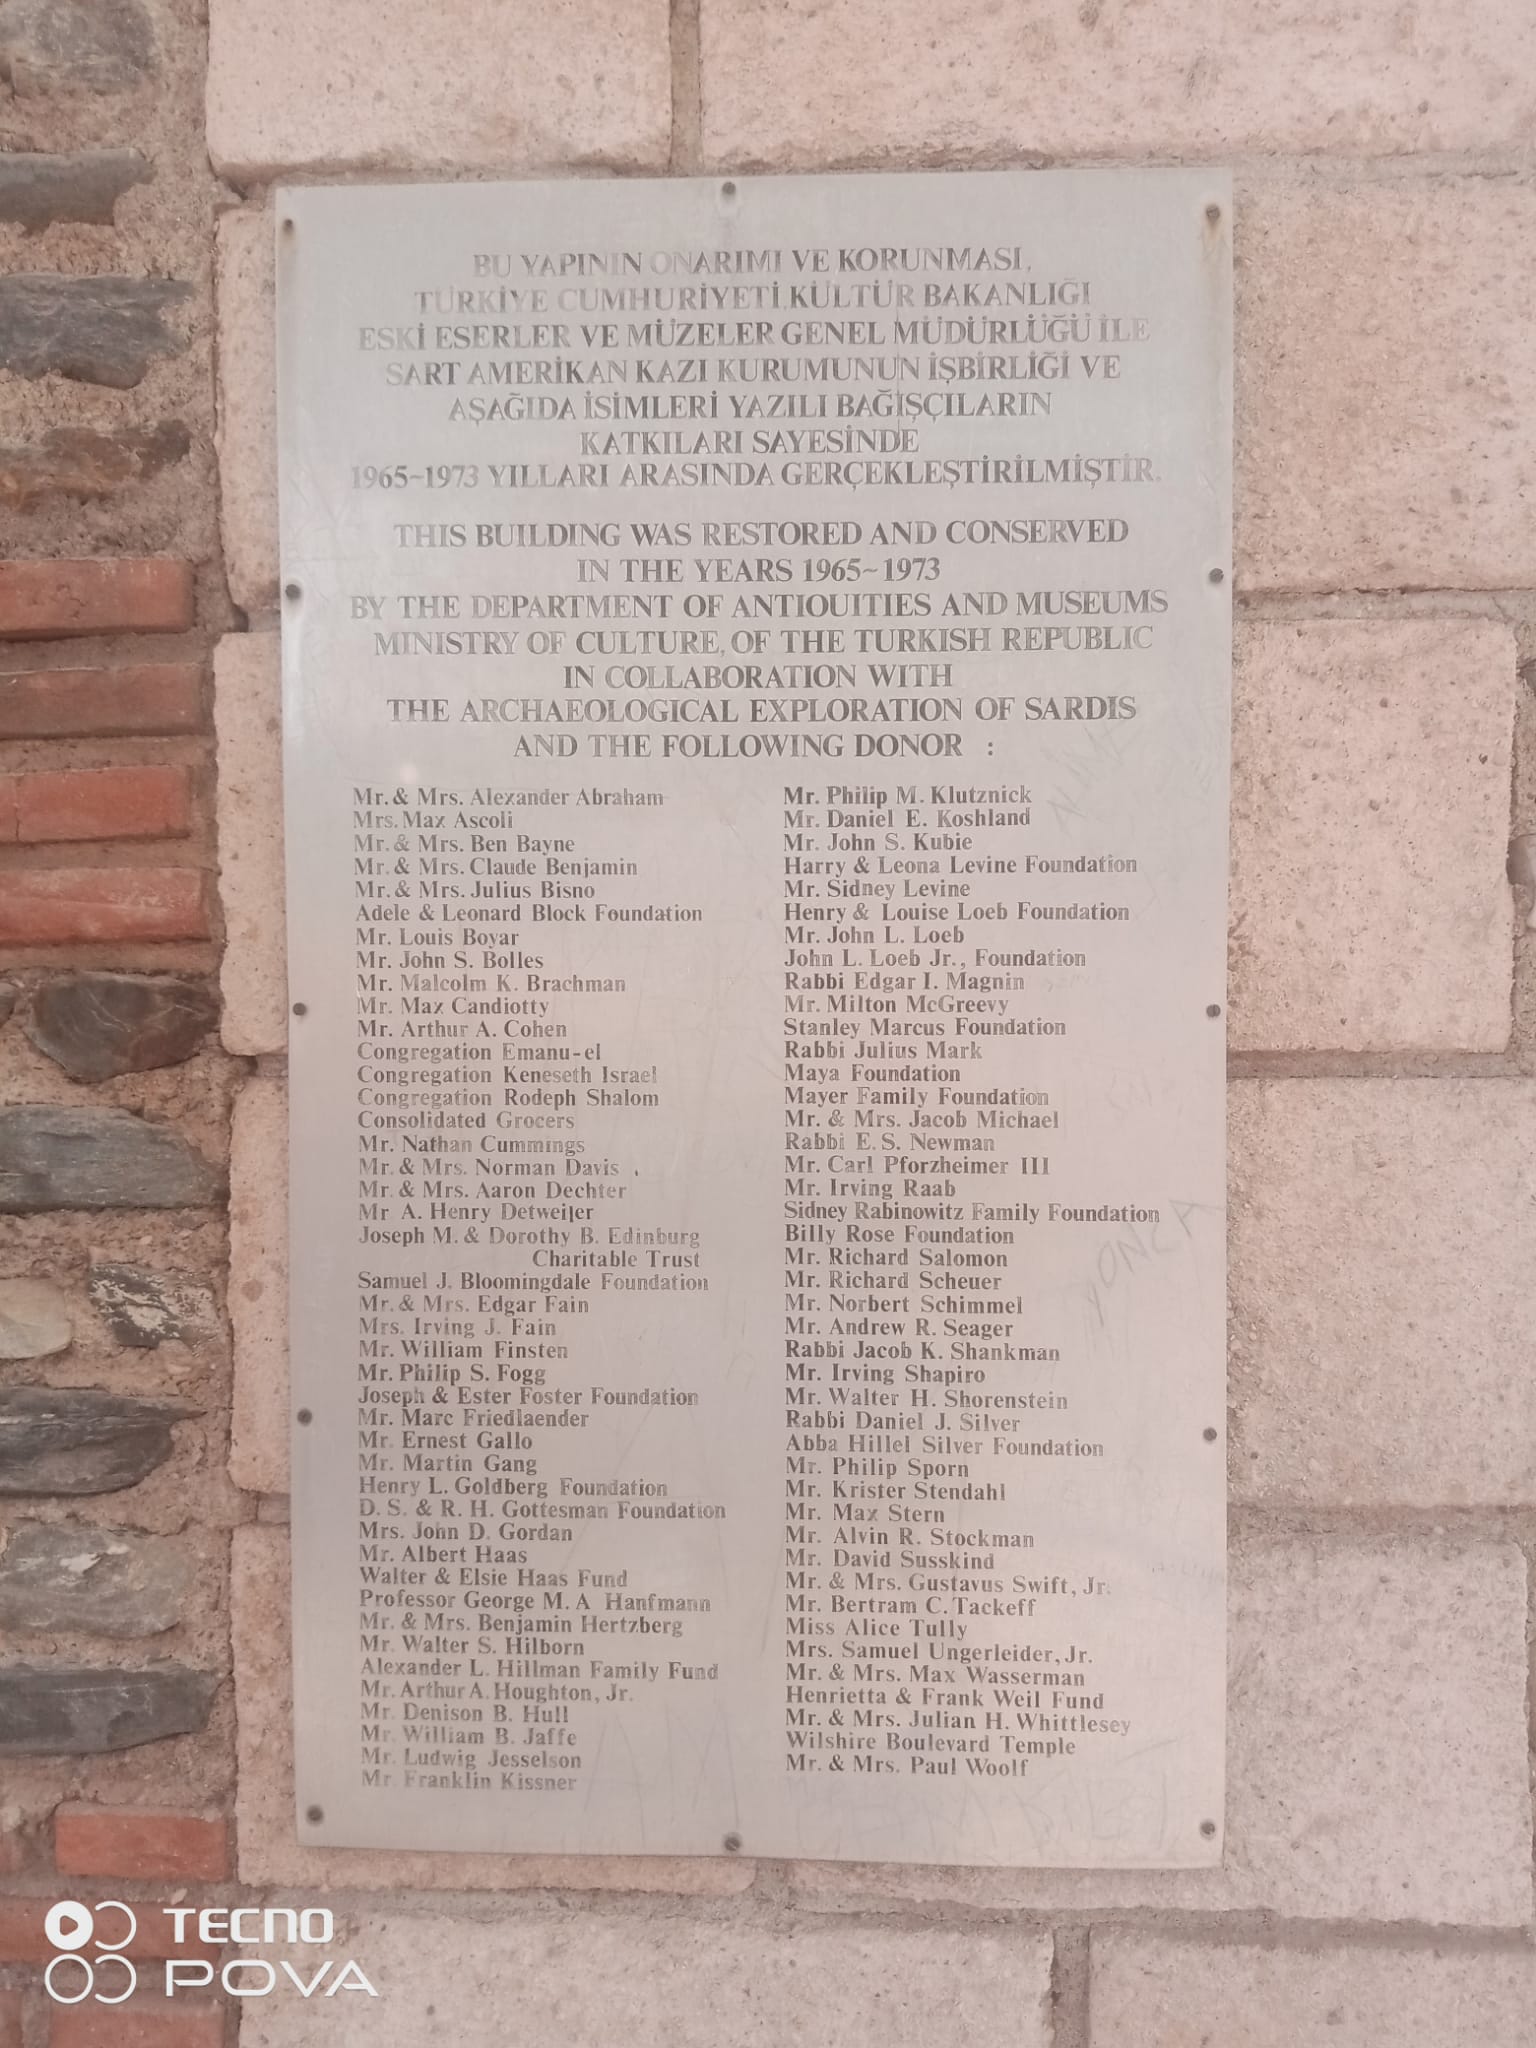 BU YAPININ ONARIMI VE KORUNMASI,
TÜRKİYE CUMHURİYETİ, KÜLTÜR BAKANLIĞI
ESKİ ESERLER VE MÜZELER GENEL MÜDÜRLÜĞÜ İLE
SART AMERİKAN KAZI KURUMUNUN İŞBİRLİĞİ VE
AŞAĞIDA İSİMLERİ YAZILI BAĞIŞÇILARIN
KATKILARI SAYESİNDE
1965~1973 YILLARI ARASINDA GERÇEKLEŞTİRİLMİŞTİR.
THIS BUILDING WAS RESTORED AND CONSERVED
IN THE YEARS 1965~1973
BY THE DEPARTMENT OF ANTIOUITIES AND MUSEUMS
MINISTRY OF CULTURE, OF THE TURKISH REPUBLIC
IN COLLABORATION WITH
THE ARCHAEOLOGICAL EXPLORATION OF SARDIS
AND THE FOLLOWING DONOR :
Mr. & Mrs. Alexander Abraham
Mrs. Max Ascoli
Mr. & Mrs. Ben Bayne
Mr. & Mrs. Claude Benjamin
Mr. & Mrs. Julius Bisno
Adele & Leonard Block Foundation
Mr. Louis Boyar
Mr. John S. Bolles
Mr. Malcolm K. Brachman
Mr. Max Candiotty
Mr. Arthur A. Cohen
Congregation Emanu-el
Congregation Keneseth Israel
Congregation Rodeph Shalom
Consolidated Grocers
Mr. Nathan Cummings
Mr. & Mrs. Norman Davis .
Mr. & Mrs. Aaron Dechter
Mr A. Henry Detweiler
Joseph M. & Dorothy B. Edinburg
Charitable Trust
Samuel J. Bloomingdale Foundation
Mr. & Mrs. Edgar Fain
Mrs. Irving J. Fain
Mr. William Finsten
Mr. Philip S. Fogg
Joseph & Ester Foster Foundation
Mr. Marc Friedlaender
Mr. Ernest Gallo
Mr. Martin Gang
Henry L. Goldberg Foundation
D. S. & R. H. Gottesman Foundation
Mrs. John D. Gordan
Mr. Albert Haas
Walter & Elsie Haas Fund
Professor George M. A Hanfmann
Mr. & Mrs. Benjamin Hertzberg
Mr. Walter S. Hilborn
Alexander L. Hillman Family Fund
Mr. Arthur A. Houghton, Jr.
Mr. Denison B. Hull
Mr. William B. Jaffe
Mr. Ludwig Jesselson
Mr. Franklin Kissner
Mr. Philip M. Klutznick
Mr. Daniel E. Koshland
Mr. John S. Kubie
Harry & Leona Levine Foundation
Mr. Sidney Levine
Henry & Louise Loeb Foundation
Mr. John L. Loeb
John L. Loeb Jr., Foundation
Rabbi Edgar I. Magnin
Mr. Milton McGreevy
Stanley Marcus Foundation
Rabbi Julius Mark
Maya Foundation
Mayer Family Foundation
Mr. & Mrs. Jacob Michael
Rabbi E. S. Newman
Mr. Carl Pforzheimer III
Mr. Irving Raab
Sidney Rabinowitz Family Foundation
Billy Rose Foundation
Mr. Richard Salomon
Mr. Richard Scheuer
Mr. Norbert Schimmel
Mr. Andrew R. Seager
Rabbi Jacob K. Shankman
Mr. Irving Shapiro
Mr. Walter H. Shorenstein
Rabbi Daniel J. Silver
Abba Hillel Silver Foundation
Mr. Philip Sporn
Mr. Krister Stendahl
Mr. Max Stern
Mr. Alvin R. Stockman
Mr. David Susskind
Mr. & Mrs. Gustavus Swift, Jr.
Mr. Bertram C. Tackeff
Miss Alice Tully
Mrs. Samuel Ungerleider, Jr.
Mr. & Mrs. Max Wasserman
Henrietta & Frank Weil Fund
Mr. & Mrs. Julian H. Whittlesey
Wilshire Boulevard Temple
Mr. & Mrs. Paul Woolf
YONCA
TECNO
POVA